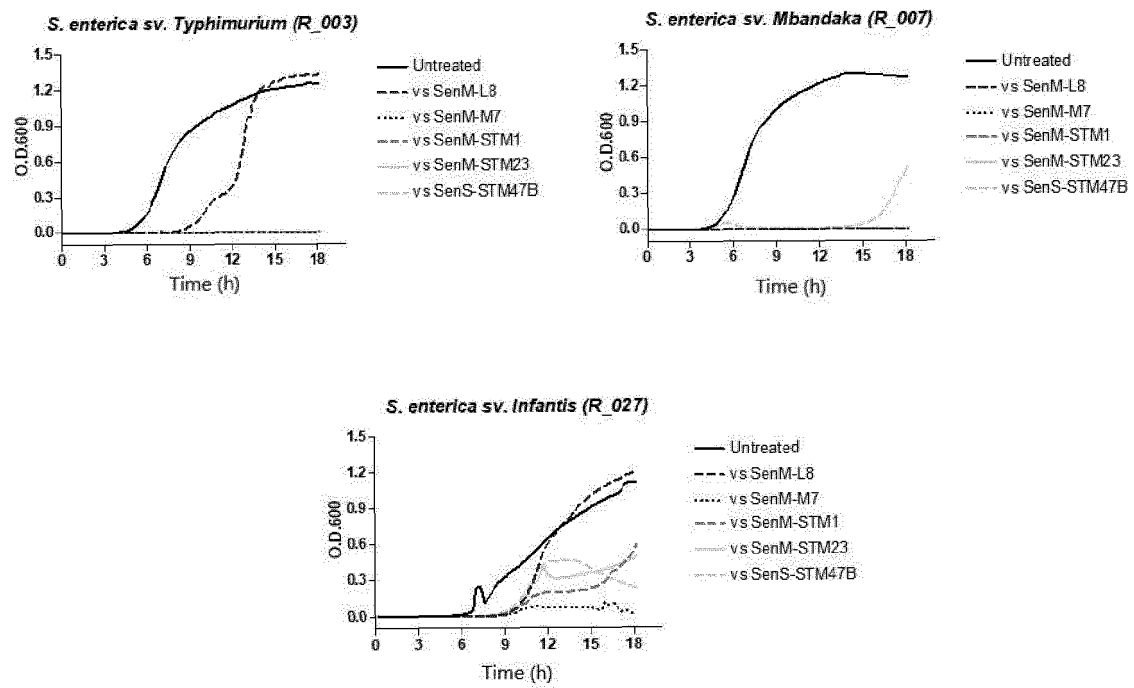 S. enterica sv. Typhimurium (R_003)
1.5
1.2
0.9
0.6
0.3
0.0
O.D.600
0 3 6 9 12 15 18
Time (h)
Untreated
vs SenM-L8
vs SenM-M7
vs SenM-STM1
vs SenM-STM23
vs SenS-STM47B
S. enterica sv. Mbandaka (R_007)
1.5
1.2
0.9
0.6
0.3
0.0
O.D.600
0 3 6 9 12 15 18
Time (h)
Untreated
vs SenM-L8
vs SenM-M7
vs SenM-STM1
vs SenM-STM23
vs SenS-STM47B
S. enterica sv. Infantis (R_027)
1.5
1.2
0.9
0.6
0.3
0.0
O.D.600
0 3 6 9 12 15 18
Time (h)
Untreated
vs SenM-L8
vs SenM-M7
vs SenM-STM1
vs SenM-STM23
vs SenS-STM47B